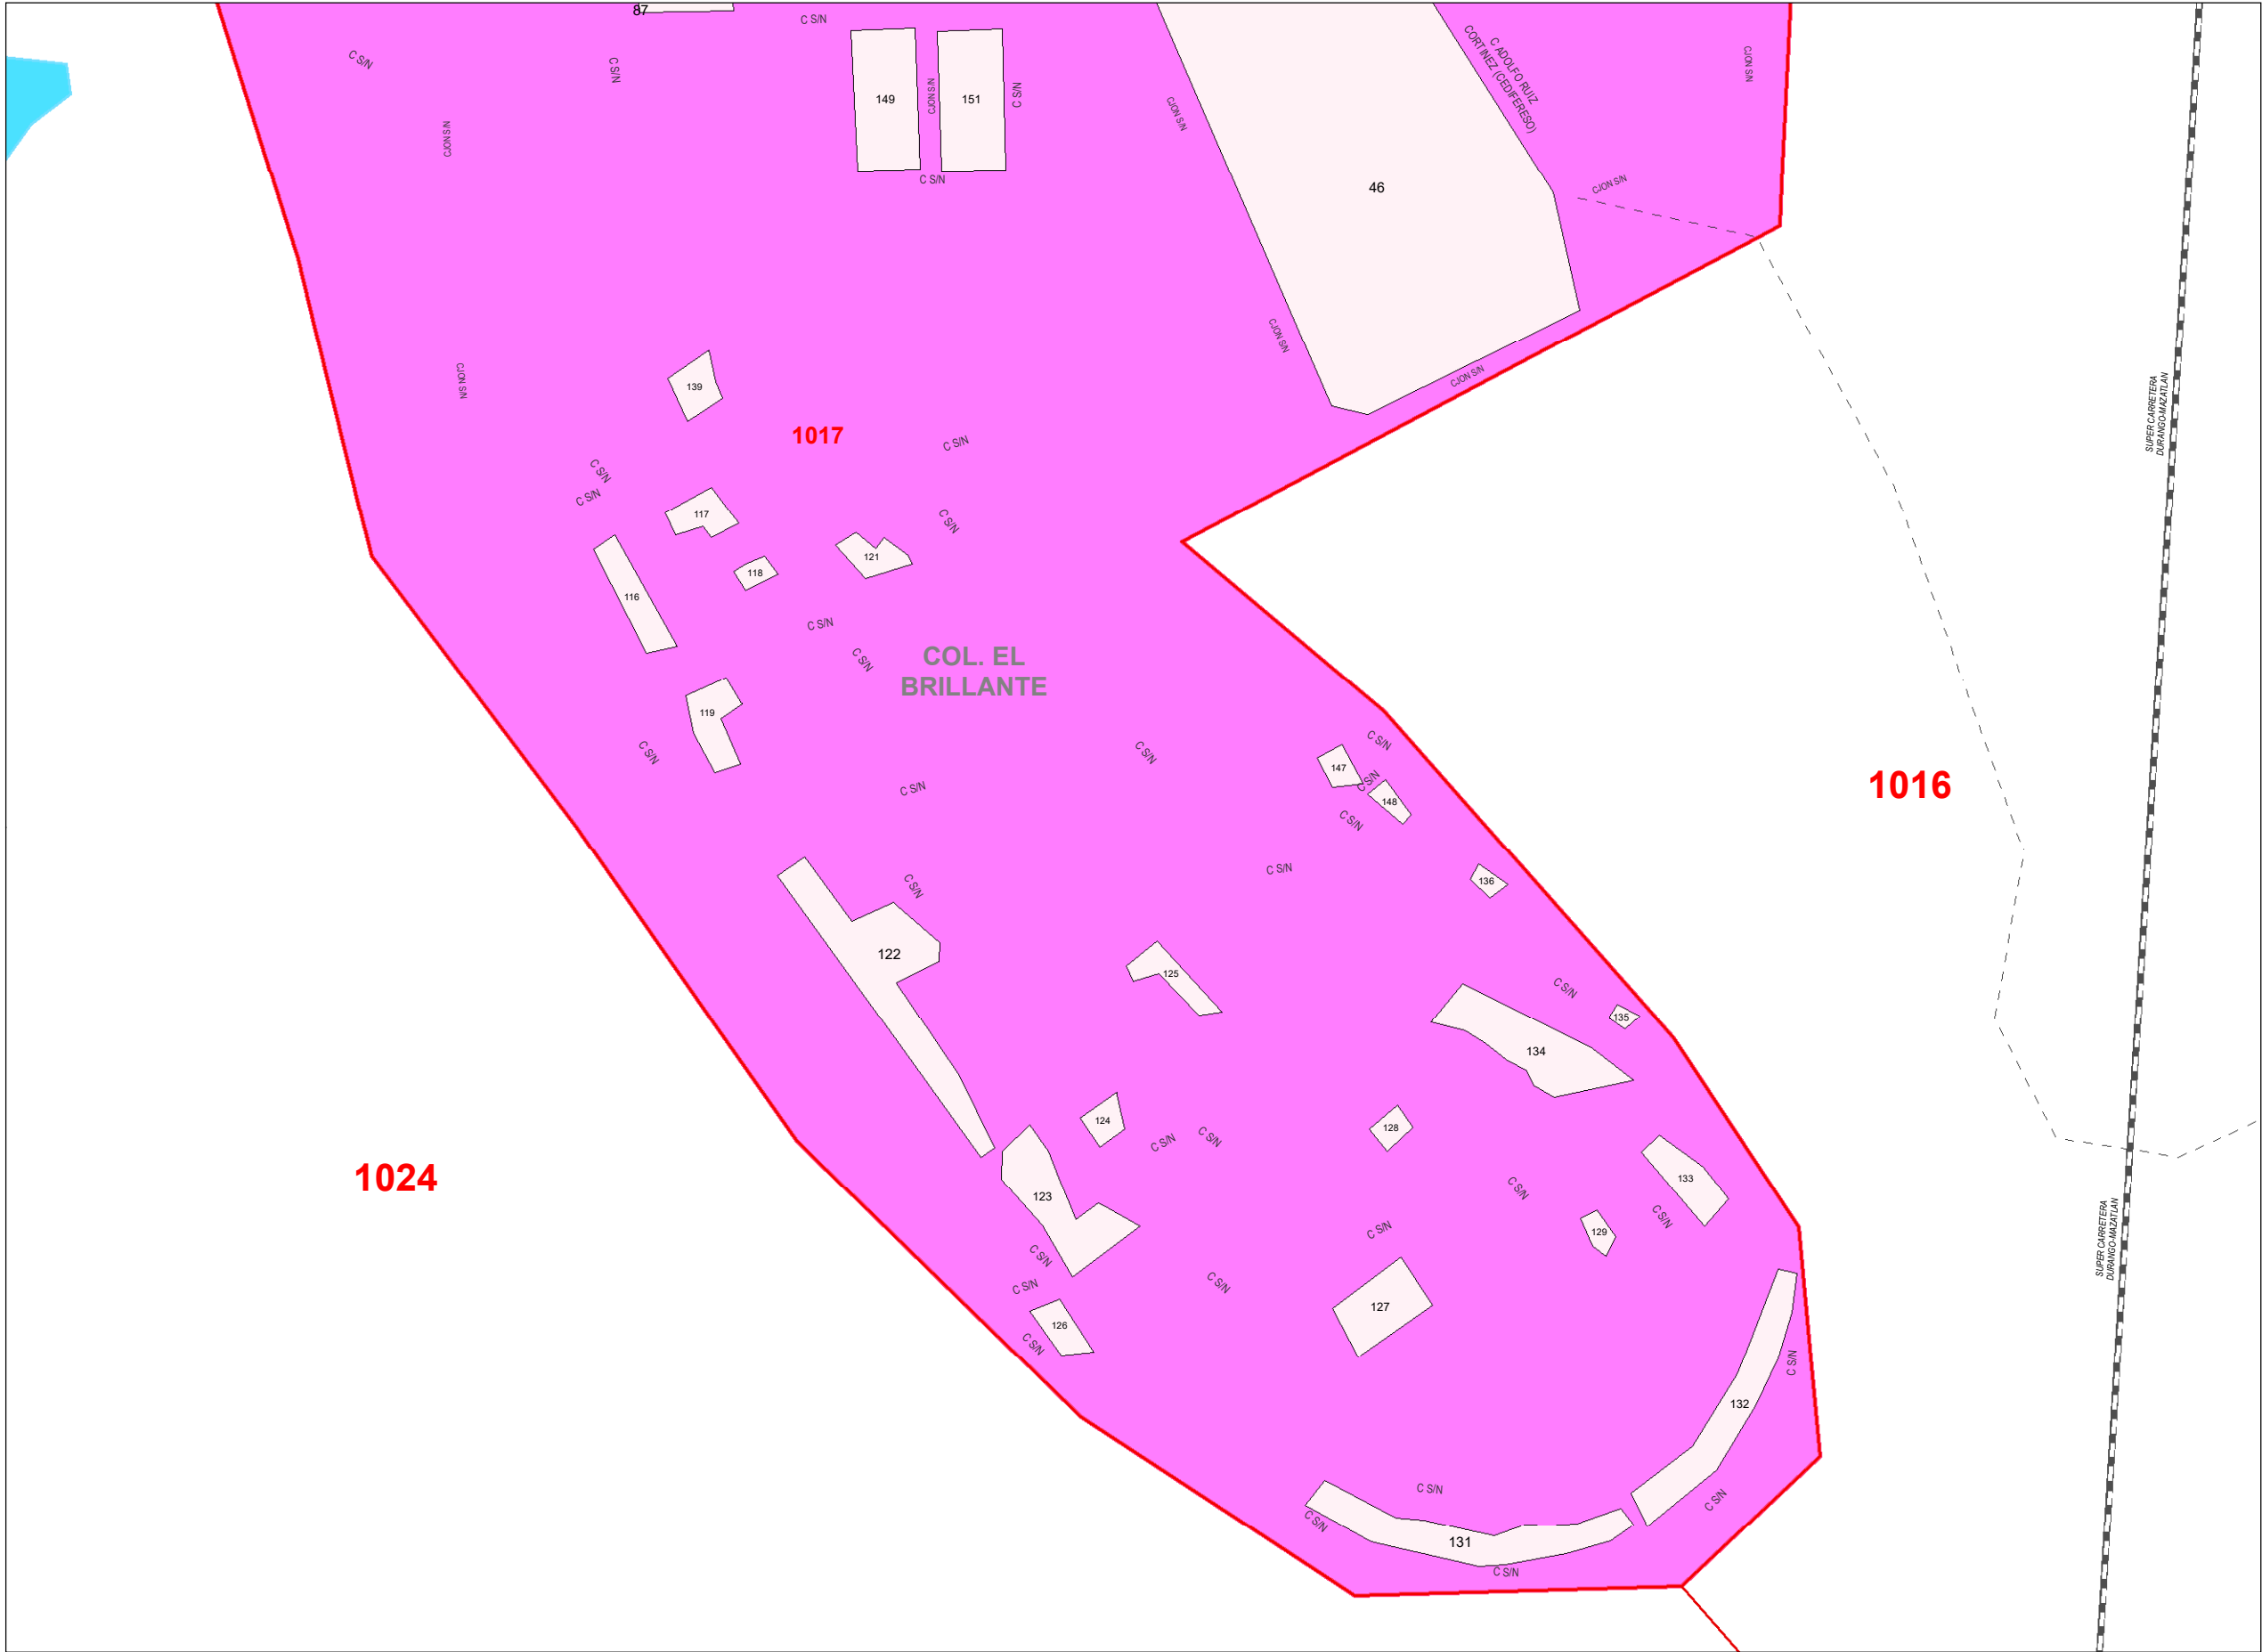 87
C S/N
C S/N
C S/N
CJON S/N
149
CJON S/N
151
C S/N
C S/N
CJON S/N
C ADOLFO RUIZ
CORTINEZ (CEDIFERESO)
CJON S/N
46
CJON S/N
CJON S/N
CJON S/N
CJON S/N
139
1017
C S/N
C S/N
C S/N
CJON S/N
SUPER CARRETERA
DURANGO-MAZATLAN
117
C S/N
121
118
116
C S/N
C S/N
COL. EL
BRILLANTE
119
C S/N
C S/N
C S/N
C S/N
147
C S/N
148
C S/N
1016
C S/N
136
C S/N
122
125
C S/N
135
134
124
C S/N
C S/N
128
1024
123
C S/N
133
C S/N
129
C S/N
C S/N
C S/N
C S/N
127
126
C S/N
SUPER CARRETERA
DURANGO-MAZATLAN
C S/N
132
C S/N
C S/N
C S/N
131
C S/N